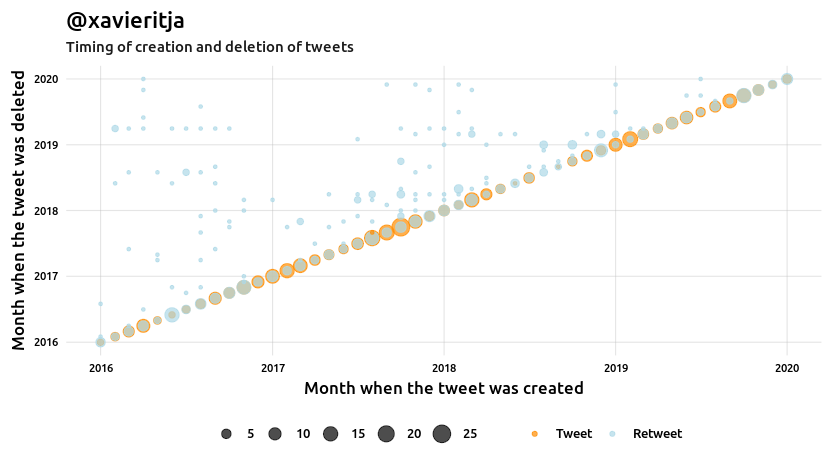 @xavieritja
Timing of creation and deletion of tweets
Month when the tweet was deleted
2020
2019
2018
2017
2016
2016 2017 2018 2019 2020
Month when the tweet was created
5 10 15 20 25 Tweet Retweet